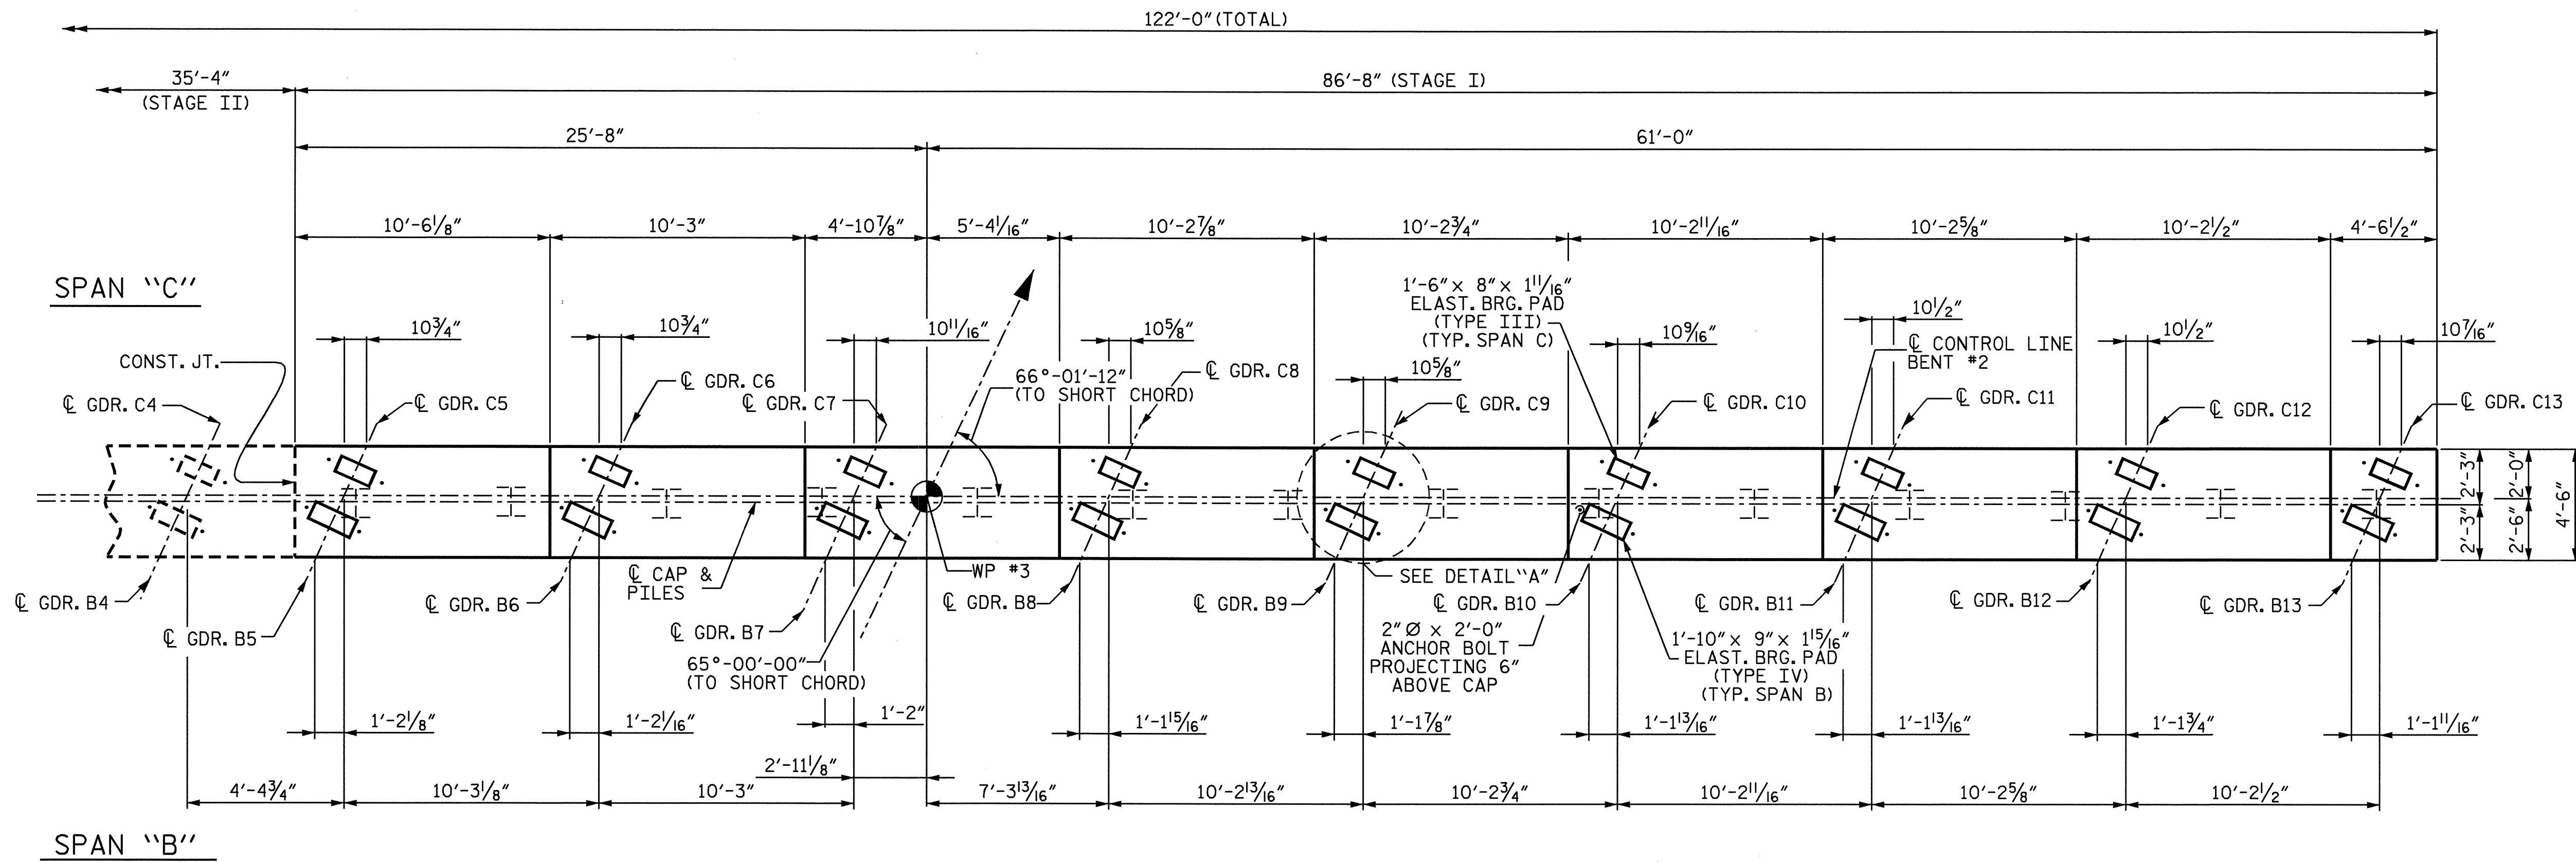 122'-0" (TOTAL)
35'-4"
(STAGE II)
86'-8" (STAGE I)
25'-8"
61'-0"
10'-6 1/8"
10'-3"
4'-10 7/8"
5'-4 1/16"
10'-2 7/8"
10'-2 3/4"
10'-2 11/16"
10'-2 5/8"
10'-2 1/2"
4'-6 1/2"
SPAN "C"
1'-6" x 8" x 1 11/16"
ELAST. BRG. PAD
(TYPE III)
(TYP. SPAN C)
10 3/4"
10 3/4"
10 11/16"
10 5/8"
10 5/8"
10 9/16"
10 1/2"
10 1/2"
10 7/16"
℄ CONTROL LINE
BENT #2
CONST. JT.
66°-01'-12"
(TO SHORT CHORD)
℄ GDR. C4
℄ GDR. C5
℄ GDR. C6
℄ GDR. C7
℄ GDR. C8
℄ GDR. C9
℄ GDR. C10
℄ GDR. C11
℄ GDR. C12
℄ GDR. C13
2'-3"
2'-0"
2'-3"
2'-6"
4'-6"
℄ CAP &
PILES
WP #3
SEE DETAIL "A"
℄ GDR. B4
℄ GDR. B5
℄ GDR. B6
℄ GDR. B7
℄ GDR. B8
℄ GDR. B9
℄ GDR. B10
℄ GDR. B11
℄ GDR. B12
℄ GDR. B13
65°-00'-00"
(TO SHORT CHORD)
2" Ø x 2'-0"
ANCHOR BOLT
PROJECTING 6"
ABOVE CAP
1'-10" x 9" x 1 15/16"
ELAST. BRG. PAD
(TYPE IV)
(TYP. SPAN B)
1'-2 1/8"
1'-2 1/16"
1'-2"
1'-1 15/16"
1'-1 7/8"
1'-1 13/16"
1'-1 13/16"
1'-1 3/4"
1'-1 11/16"
2'-11 1/8"
4'-4 3/4"
10'-3 1/8"
10'-3"
7'-3 13/16"
10'-2 13/16"
10'-2 3/4"
10'-2 11/16"
10'-2 5/8"
10'-2 1/2"
SPAN "B"